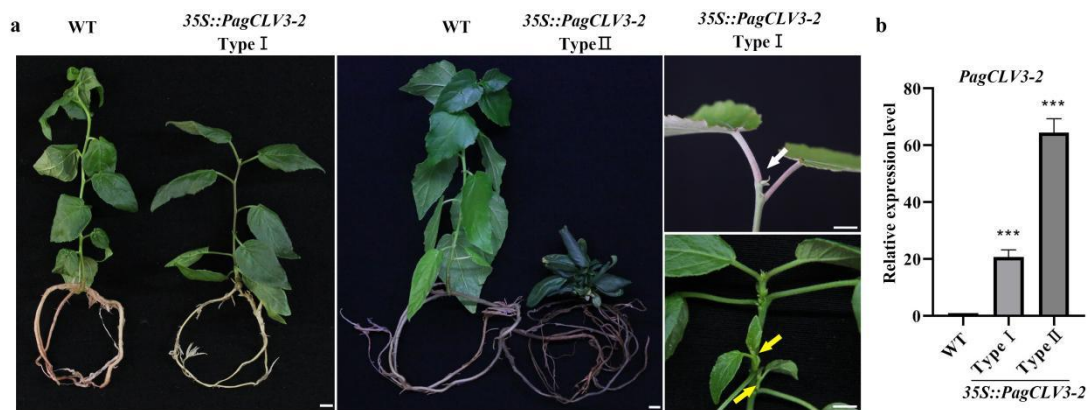 a
WT
35S::PagCLV3-2
Type Ⅰ
WT
35S::PagCLV3-2
Type Ⅱ
35S::PagCLV3-2
Type Ⅰ
b
PagCLV3-2
Relative expression level
80
60
40
20
0
***
***
WT
Type Ⅰ
Type Ⅱ
35S::PagCLV3-2